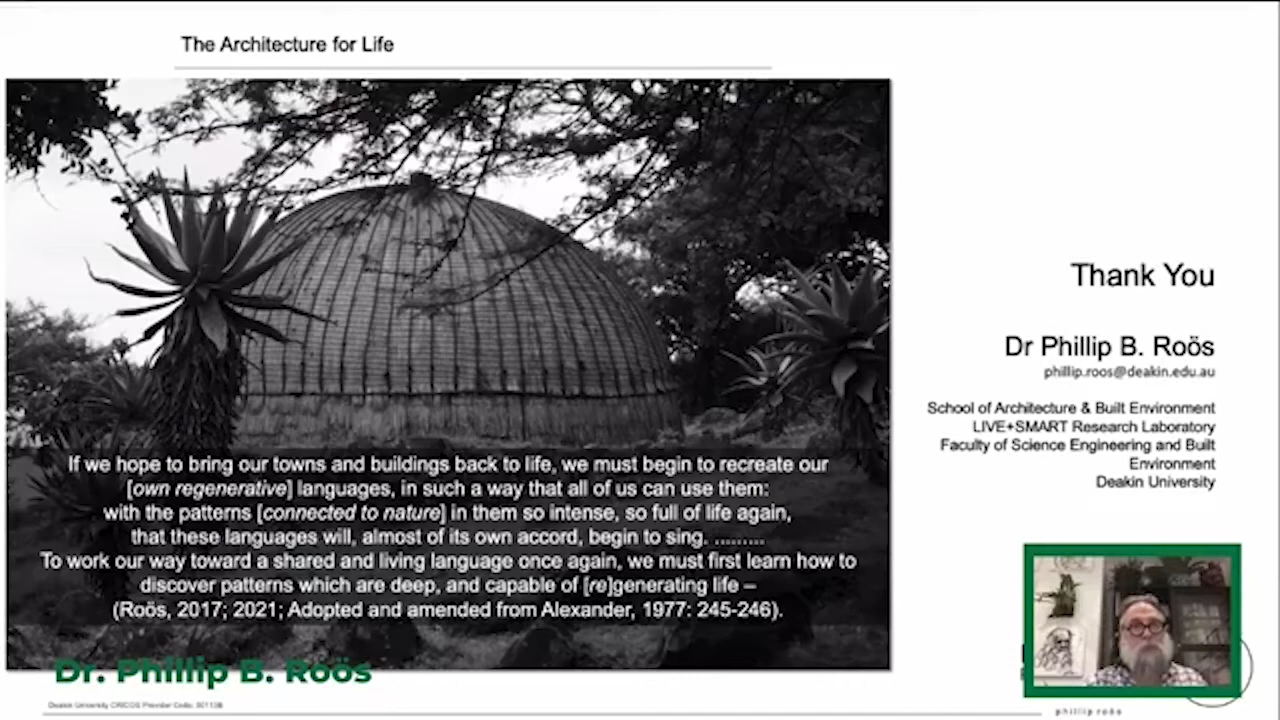 The Architecture for Life
If we hope to bring our towns and buildings back to life, we must begin to recreate our
[own regenerative] languages, in such a way that all of us can use them:
with the patterns [connected to nature] in them so intense, so full of life again,
that these languages will, almost of its own accord, begin to sing. .........
To work our way toward a shared and living language once again, we must first learn how to
discover patterns which are deep, and capable of [re]generating life –
(Roös, 2017; 2021; Adopted and amended from Alexander, 1977: 245-246).
Thank You
Dr Phillip B. Roös
phillip.roos@deakin.edu.au
School of Architecture & Built Environment
LIVE+SMART Research Laboratory
Faculty of Science Engineering and Built
Environment
Deakin University
Dr. Phillip B. Roös
Deakin University CRICOS Provider Code:
phillip roös